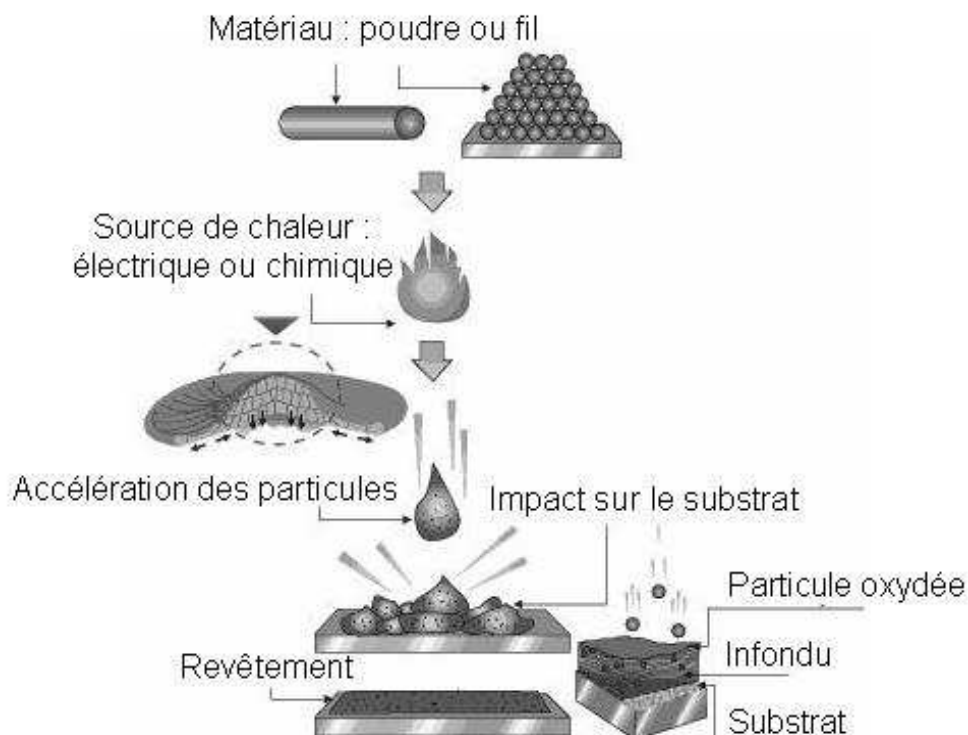 Matériau : poudre ou fil
Source de chaleur :
électrique ou chimique
Accélération des particules
Impact sur le substrat
Particule oxydée
Revêtement
Infondu
Substrat